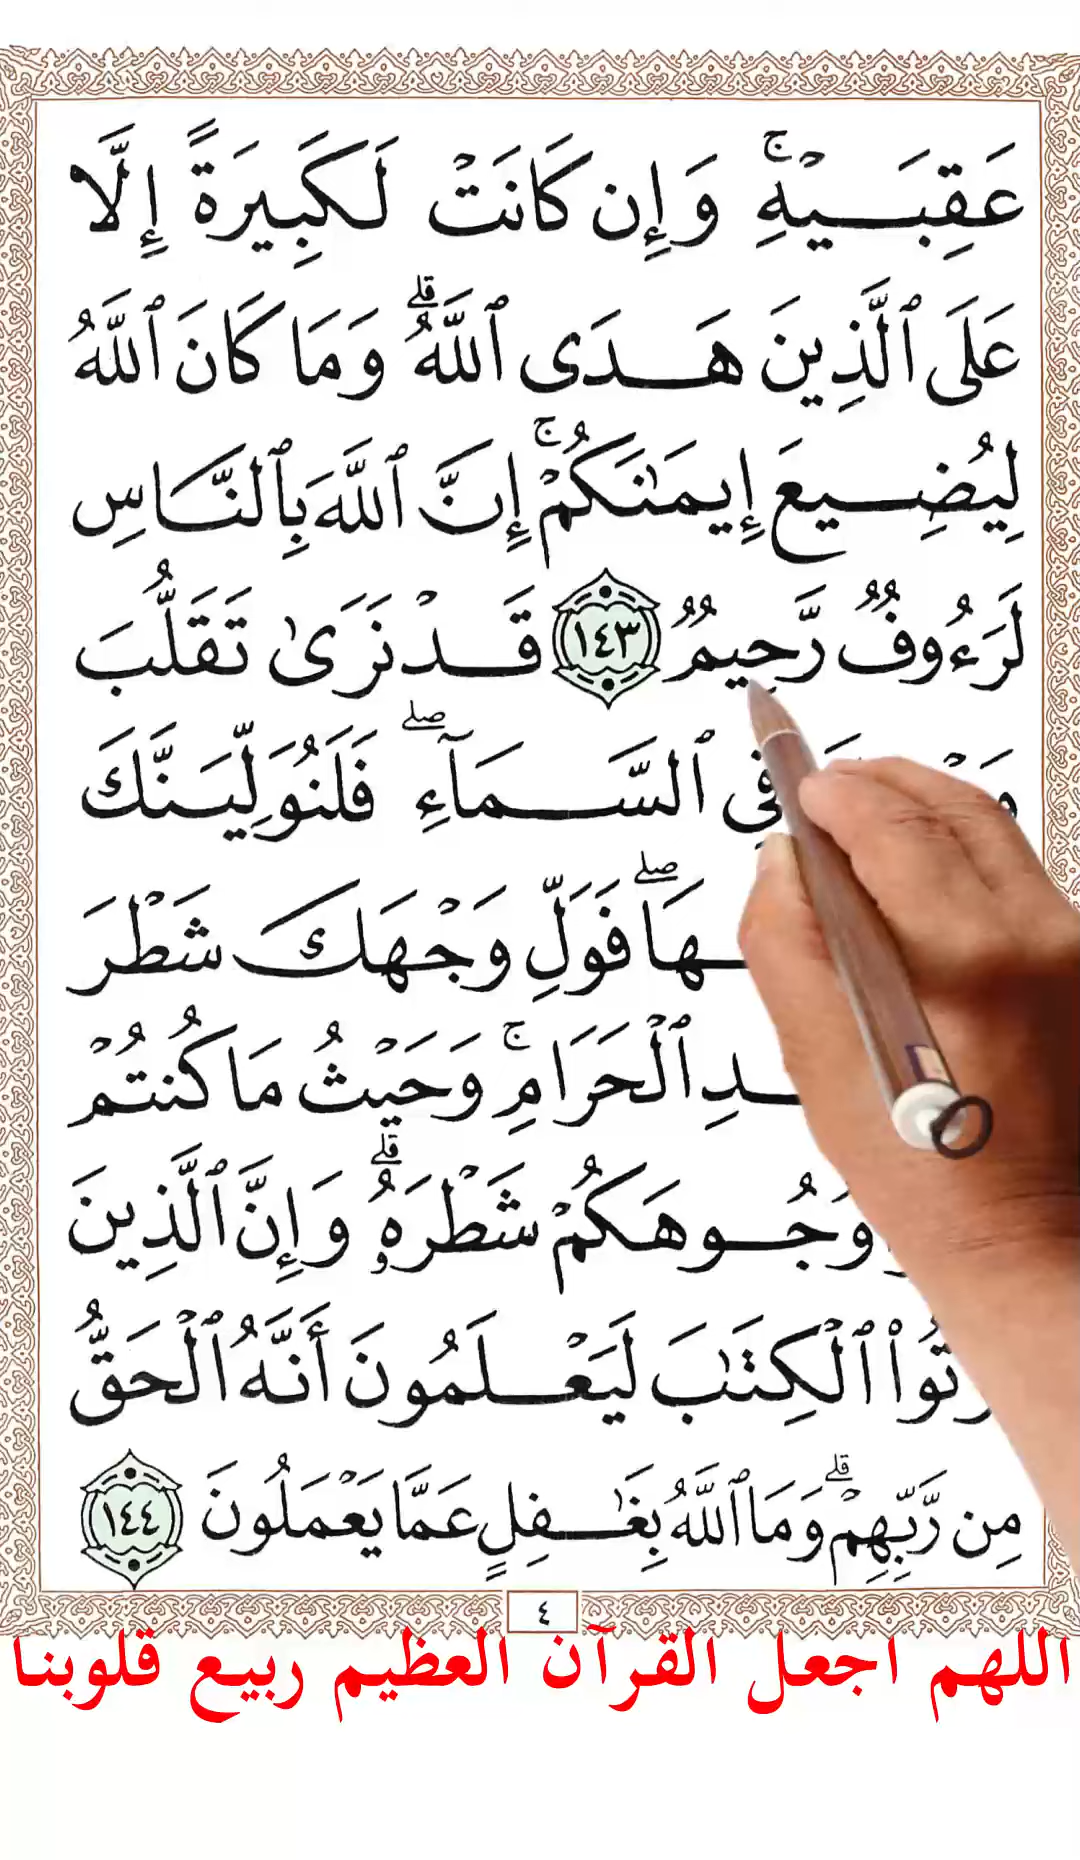 عَقِبَيْهِ ۚ وَإِن كَانَتْ لَكَبِيرَةً إِلَّا
عَلَى ٱلَّذِينَ هَدَى ٱللَّهُ ۗ وَمَا كَانَ ٱللَّهُ
لِيُضِيعَ إِيمَـٰنَكُمْ ۚ إِنَّ ٱللَّهَ بِٱلنَّاسِ
لَرَءُوفٌ رَّحِيمٌ ١٤٣ قَدْ نَرَىٰ تَقَلُّبَ
فِى ٱلسَّمَآءِ ۖ فَلَنُوَلِّيَنَّكَ
فَوَلِّ وَجْهَكَ شَطْرَ
ٱلْحَرَامِ ۚ وَحَيْثُ مَا كُنتُمْ
وُجُوهَكُمْ شَطْرَهُۥ ۗ وَإِنَّ ٱلَّذِينَ
ٱلْكِتَـٰبَ لَيَعْلَمُونَ أَنَّهُ ٱلْحَقُّ
مِن رَّبِّهِمْ ۗ وَمَا ٱللَّهُ بِغَـٰفِلٍ عَمَّا يَعْمَلُونَ ١٤٤
٤
اللهم اجعل القرآن العظيم ربيع قلوبنا